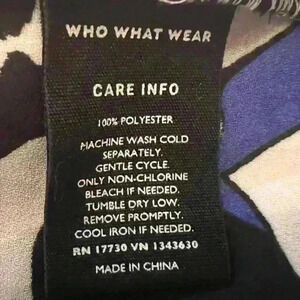 WHO WHAT WEAR
CARE INFO
100% POLYESTER
MACHINE WASH COLD
SEPARATELY.
GENTLE CYCLE.
ONLY NON-CHLORINE
BLEACH IF NEEDED.
TUMBLE DRY LOW.
REMOVE PROMPTLY.
COOL IRON IF NEEDED.
RN 17730 VN 1343630
MADE IN CHINA